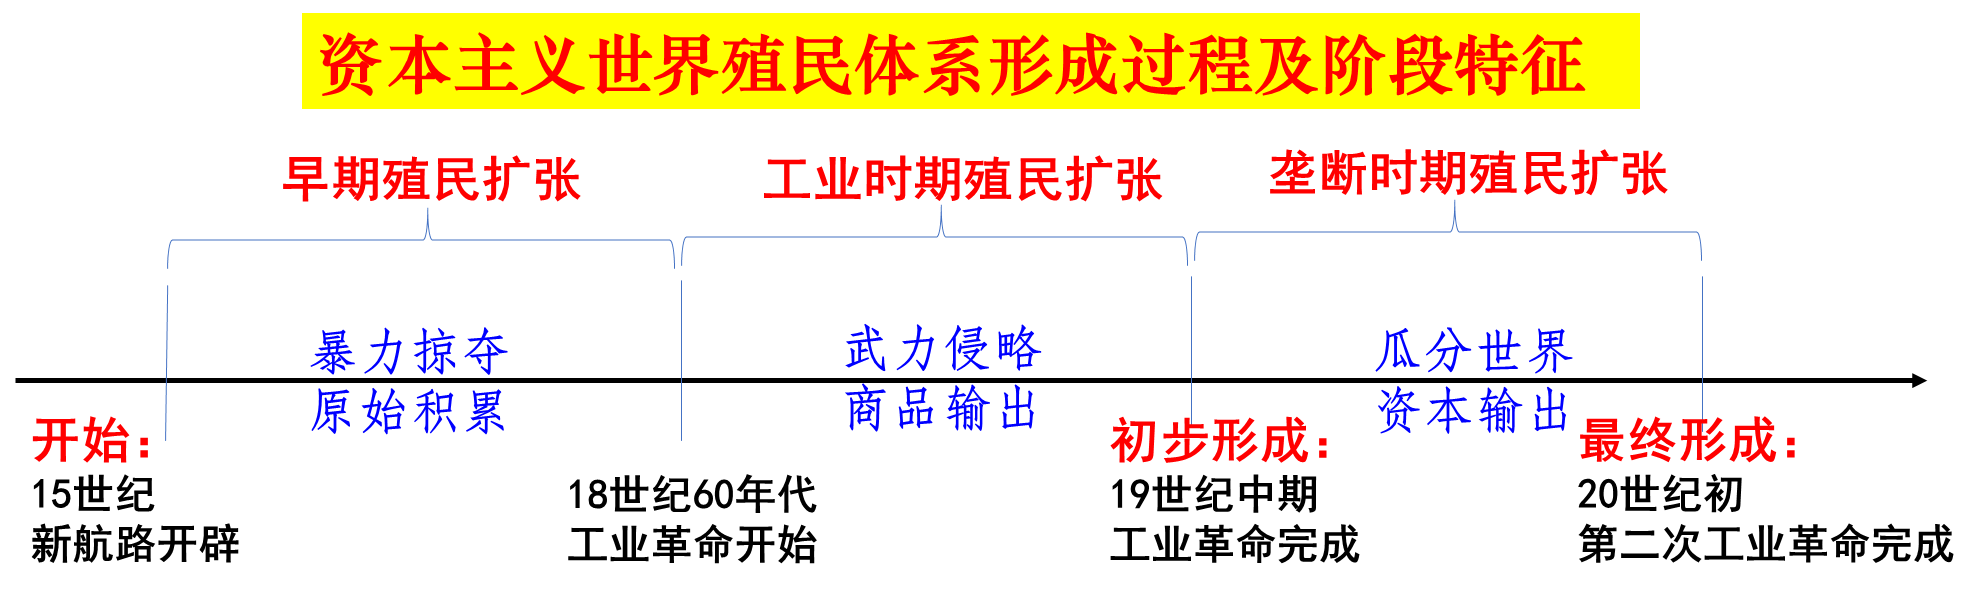 资本主义世界殖民体系形成过程及阶段特征
早期殖民扩张
工业时期殖民扩张
垄断时期殖民扩张
暴力掠夺
原始积累
武力侵略
商品输出
瓜分世界
资本输出
开始：
15世纪
新航路开辟
18世纪60年代
工业革命开始
初步形成：
19世纪中期
工业革命完成
最终形成：
20世纪初
第二次工业革命完成